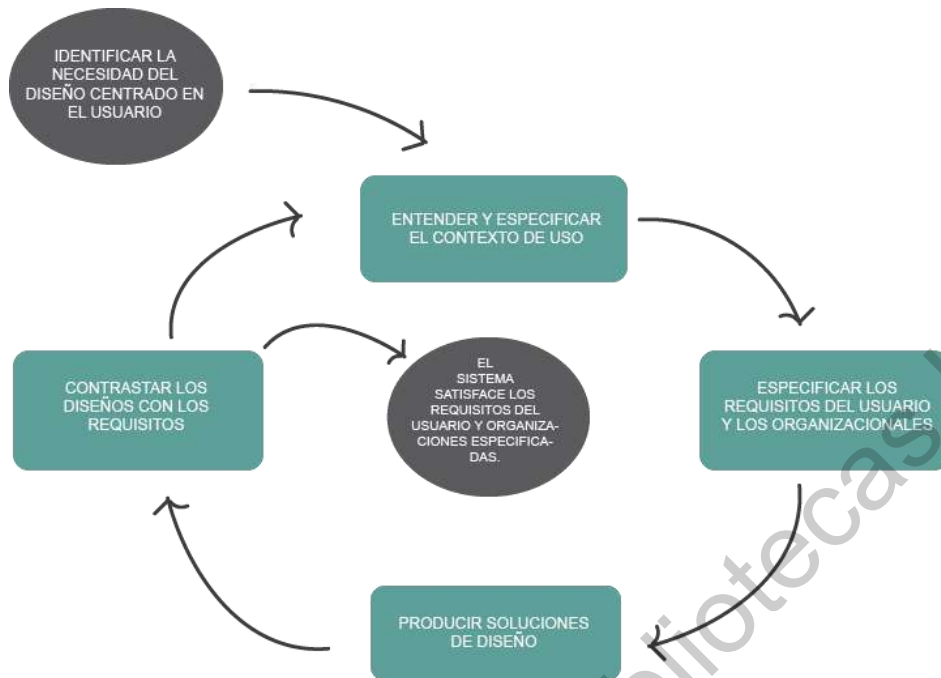 IDENTIFICAR LA
NECESIDAD DEL
DISEÑO CENTRADO EN
EL USUARIO
ENTENDER Y ESPECIFICAR
EL CONTEXTO DE USO
CONTRASTAR LOS
DISEÑOS CON LOS
REQUISITOS
EL
SISTEMA
SATISFACE LOS
REQUISITOS DEL
USUARIO Y ORGANIZA-
CIONES ESPECIFICA-
DAS.
ESPECIFICAR LOS
REQUISITOS DEL USUARIO
Y LOS ORGANIZACIONALES
PRODUCIR SOLUCIONES
DE DISEÑO